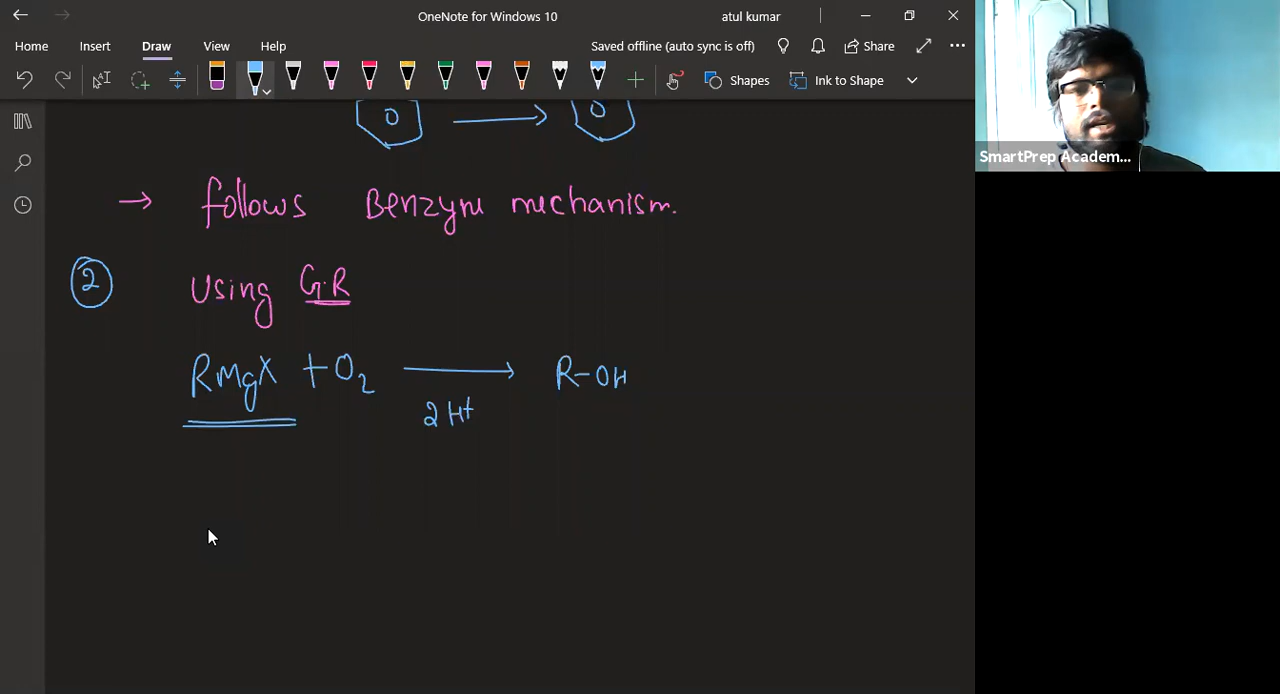 OneNote for Windows 10
atul kumar
Home Insert Draw View Help
Saved offline (auto sync is off)
Share
Shapes
Ink to Shape
SmartPrep Academ...
O O
→ follows Benzyne mechanism.
2 Using G.R
RMgX + O₂ ⟶ R-OH
2H⁺